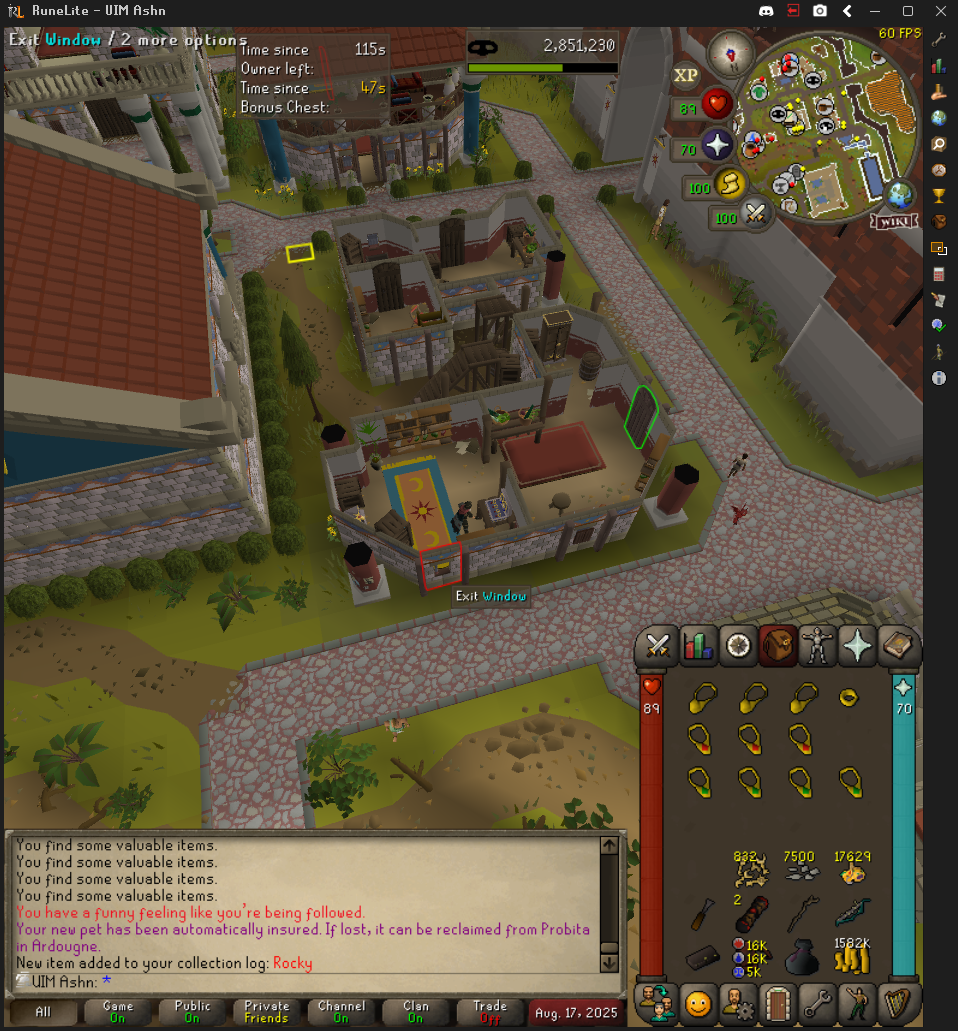 RuneLite - UIM Ashn
Exit Window / 2 more options
Time since 115s
Owner left:
Time since 47s
Bonus Chest:
2,851,230
60 FPS
XP
89
70
100
100
WIKI
Exit Window
89
70
832
7500
17629
2
16K
16K
5K
1582K
You find some valuable items.
You find some valuable items.
You find some valuable items.
You find some valuable items.
You have a funny feeling like you're being followed.
Your new pet has been automatically insured. If lost, it can be reclaimed from Probita
in Ardougne.
New item added to your collection log: Rocky
UIM Ashn: *
All
Game
On
Public
On
Private
Friends
Channel
On
Clan
On
Trade
Off
Aug. 17, 2025